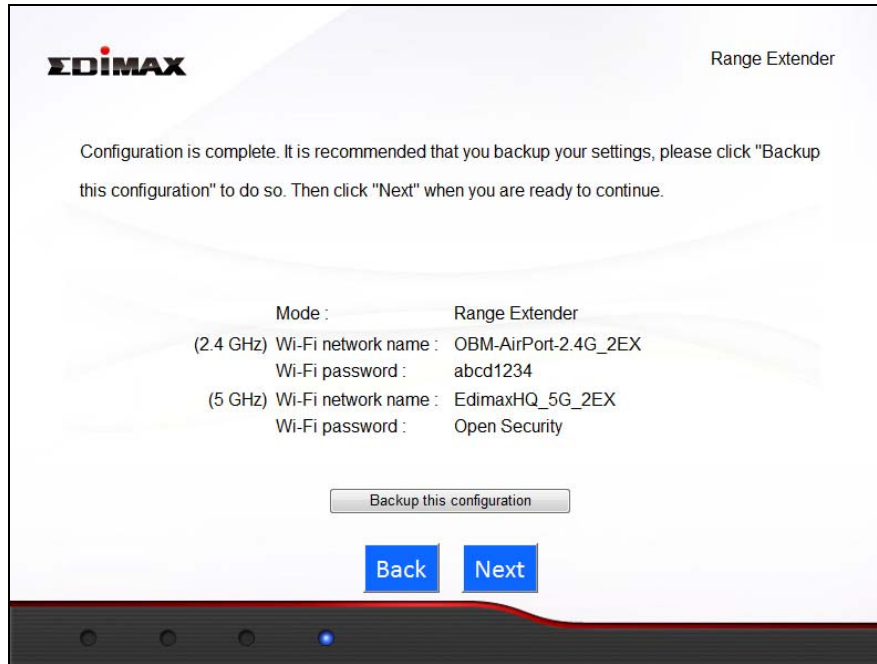 EDIMAX
Range Extender
Configuration is complete. It is recommended that you backup your settings, please click "Backup
this configuration" to do so. Then click "Next" when you are ready to continue.
Mode : Range Extender
(2.4 GHz) Wi-Fi network name : OBM-AirPort-2.4G_2EX
Wi-Fi password : abcd1234
(5 GHz) Wi-Fi network name : EdimaxHQ_5G_2EX
Wi-Fi password : Open Security
Backup this configuration
Back Next